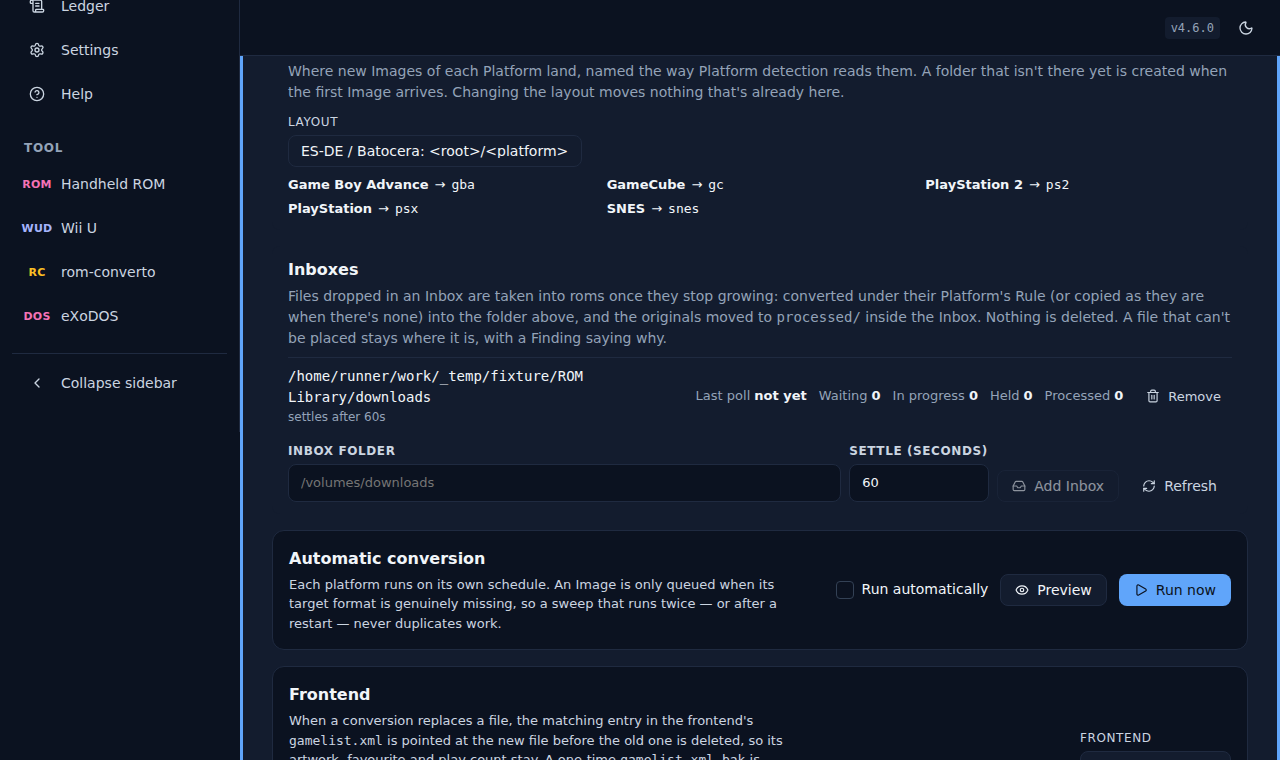 Ledger
Settings
Help
TOOL
ROM Handheld ROM
WUD Wii U
RC rom-converto
DOS eXoDOS
Collapse sidebar
v4.6.0
Where new Images of each Platform land, named the way Platform detection reads them. A folder that isn't there yet is created when
the first Image arrives. Changing the layout moves nothing that's already here.
LAYOUT
ES-DE / Batocera: <root>/<platform>
Game Boy Advance → gba
GameCube → gc
PlayStation 2 → ps2
PlayStation → psx
SNES → snes
Inboxes
Files dropped in an Inbox are taken into roms once they stop growing: converted under their Platform's Rule (or copied as they are
when there's none) into the folder above, and the originals moved to processed/ inside the Inbox. Nothing is deleted. A file that can't
be placed stays where it is, with a Finding saying why.
/home/runner/work/_temp/fixture/ROM
Library/downloads
settles after 60s
Last poll not yet Waiting 0 In progress 0 Held 0 Processed 0 Remove
INBOX FOLDER
/volumes/downloads
SETTLE (SECONDS)
60
Add Inbox
Refresh
Automatic conversion
Each platform runs on its own schedule. An Image is only queued when its
target format is genuinely missing, so a sweep that runs twice — or after a
restart — never duplicates work.
Run automatically
Preview
Run now
Frontend
When a conversion replaces a file, the matching entry in the frontend's
gamelist.xml is pointed at the new file before the old one is deleted, so its
artwork, favourite and play count stay. A one-time gamelist.xml.bak is
FRONTEND